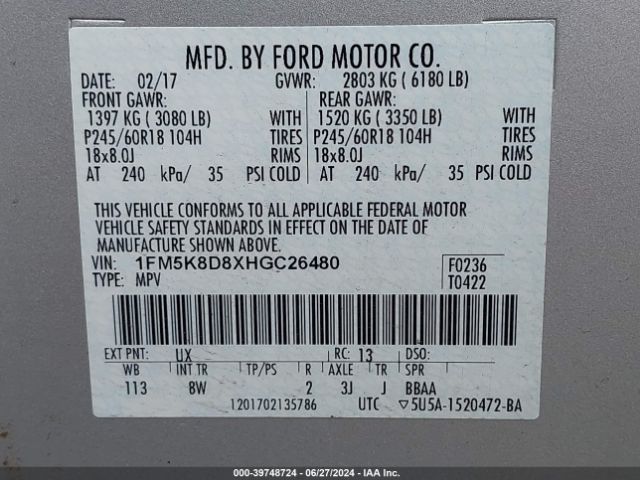 MFD. BY FORD MOTOR CO.
DATE: 02/17 GVWR: 2803 KG ( 6180 LB)
FRONT GAWR: REAR GAWR:
1397 KG ( 3080 LB) WITH 1520 KG ( 3350 LB) WITH
P245/60R18 104H TIRES P245/60R18 104H TIRES
18x8.0J RIMS 18x8.0J RIMS
AT 240 kPa/ 35 PSI COLD AT 240 kPa/ 35 PSI COLD
THIS VEHICLE CONFORMS TO ALL APPLICABLE FEDERAL MOTOR
VEHICLE SAFETY STANDARDS IN EFFECT ON THE DATE OF
MANUFACTURE SHOWN ABOVE.
VIN: 1FM5K8D8XHGC26480 F0236
TYPE: MPV T0422
EXT PNT: UX RC: 13 DSO:
WB INT TR TP/PS R AXLE TR SPR
113 8W 2 3J J BBAA
1201702135786 UTC ▽5U5A-1520472-BA
000-39748724 | 06/27/2024 | IAA Inc.